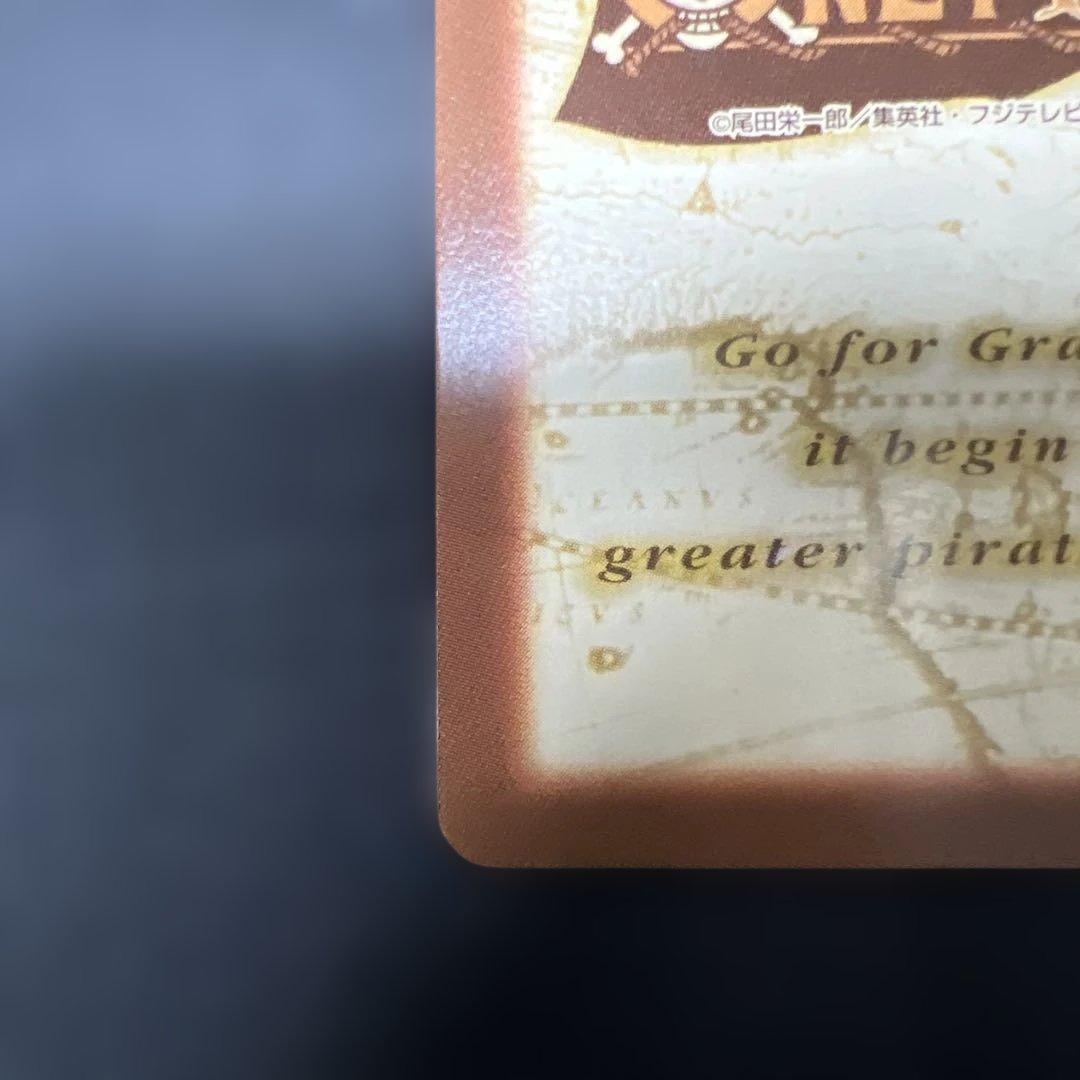 ©尾田栄一郎／集英社・フジテレビ
Go for Gra
it begin
greater pirat
EANVS